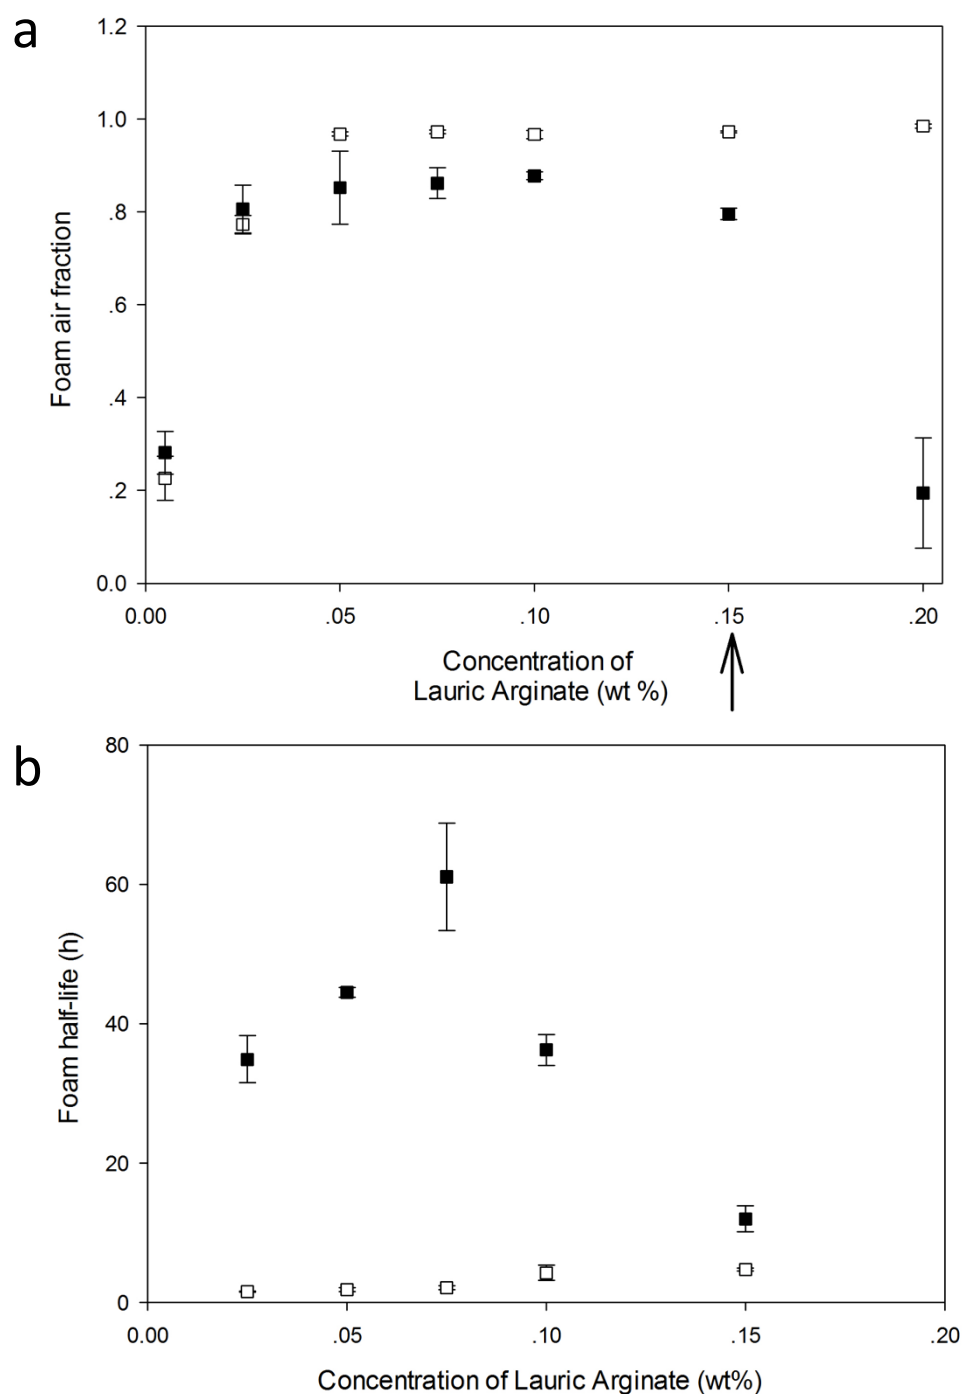 a
1.2
1.0
.8
.6
.4
.2
0.0
Foam air fraction
0.00 .05 .10 .15 .20
Concentration of
Lauric Arginate (wt %)
b
80
60
40
20
0
Foam half-life (h)
0.00 .05 .10 .15 .20
Concentration of Lauric Arginate (wt%)